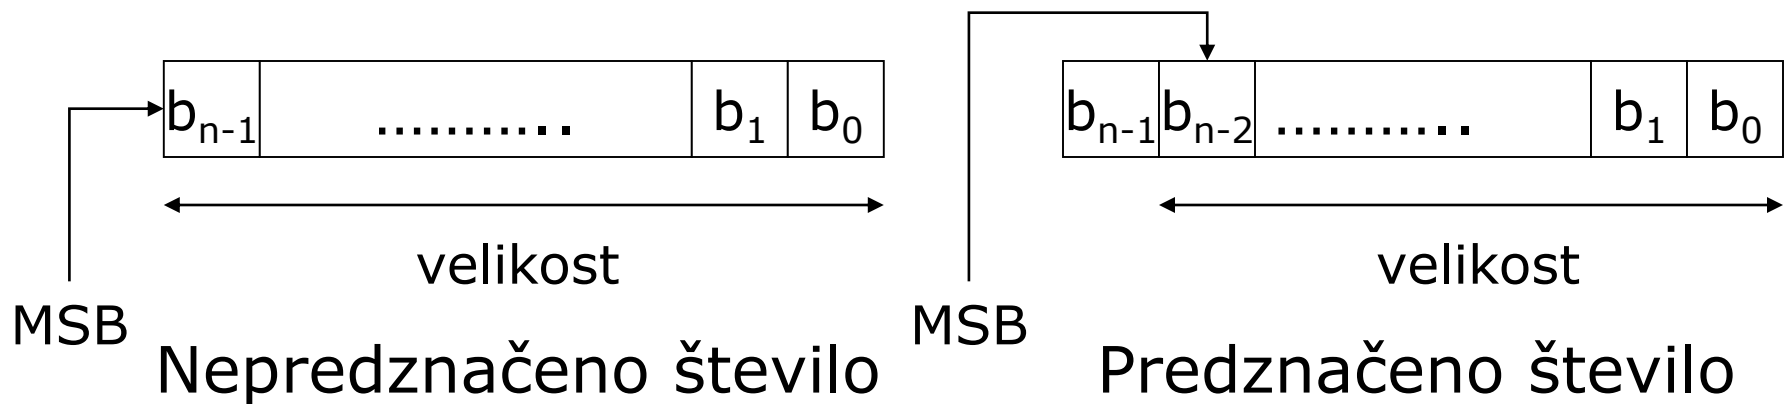 b_{n-1} ……….. b_1 b_0
velikost
MSB
Nepredznačeno število
b_{n-1} b_{n-2} ……….. b_1 b_0
velikost
MSB
Predznačeno število